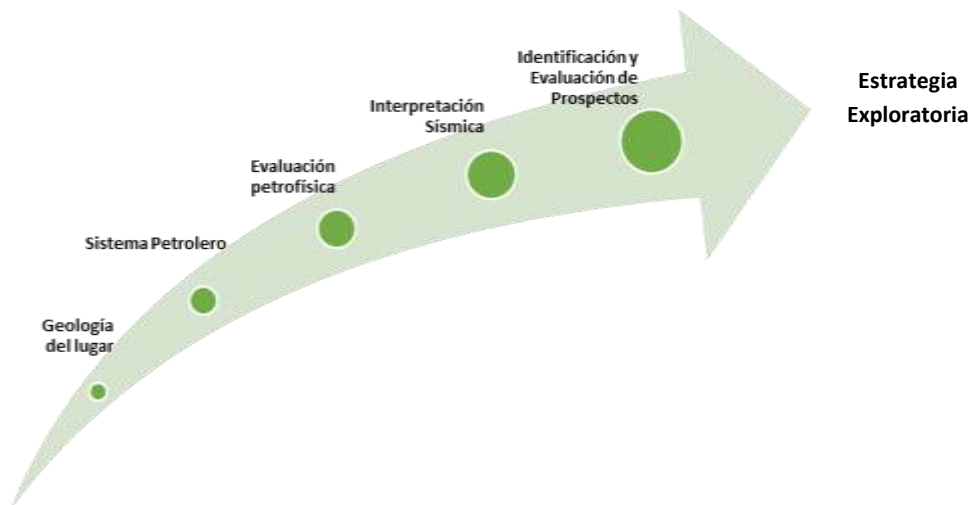 Geología
del lugar
Sistema Petrolero
Evaluación
petrofísica
Interpretación
Sísmica
Identificación y
Evaluación de
Prospectos
Estrategia
Exploratoria